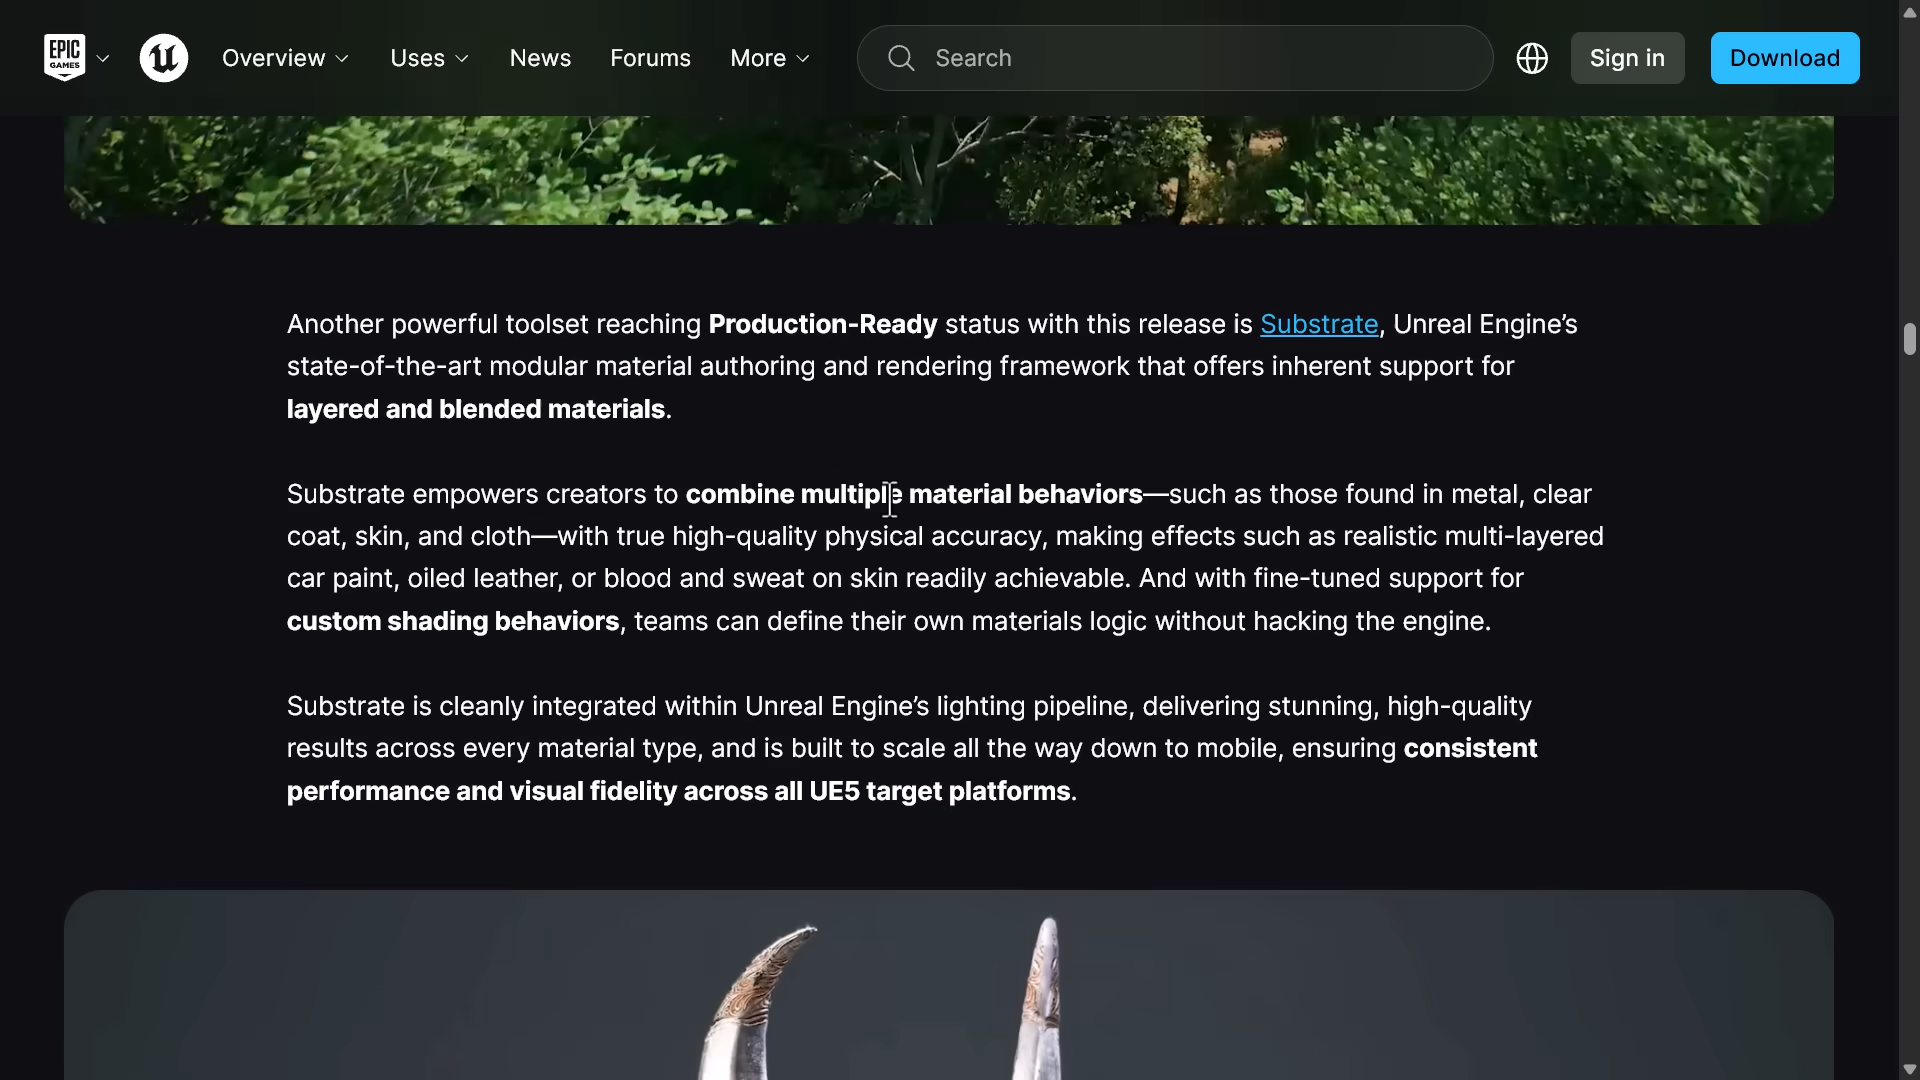 EPIC GAMES
Overview
Uses
News
Forums
More
Search
Sign in
Download
Another powerful toolset reaching Production-Ready status with this release is Substrate, Unreal Engine’s
state-of-the-art modular material authoring and rendering framework that offers inherent support for
layered and blended materials.
Substrate empowers creators to combine multiple material behaviors—such as those found in metal, clear
coat, skin, and cloth—with true high-quality physical accuracy, making effects such as realistic multi-layered
car paint, oiled leather, or blood and sweat on skin readily achievable. And with fine-tuned support for
custom shading behaviors, teams can define their own materials logic without hacking the engine.
Substrate is cleanly integrated within Unreal Engine’s lighting pipeline, delivering stunning, high-quality
results across every material type, and is built to scale all the way down to mobile, ensuring consistent
performance and visual fidelity across all UE5 target platforms.